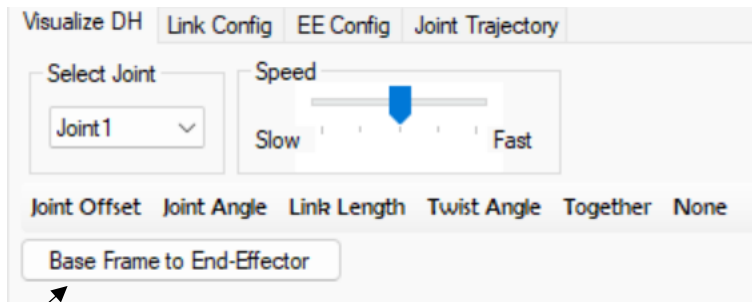 Visualize DH Link Config EE Config Joint Trajectory
Select Joint Speed
Joint1 Slow Fast
Joint Offset Joint Angle Link Length Twist Angle Together None
Base Frame to End-Effector